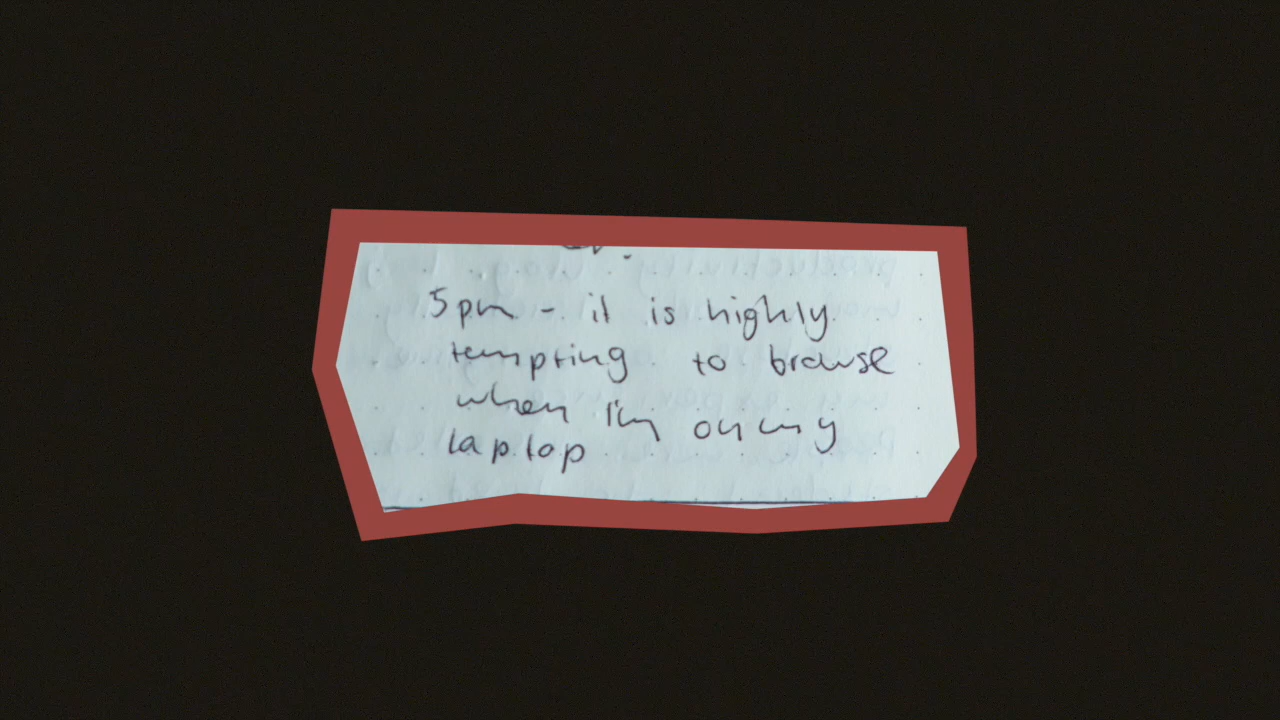 5pm - it is highly
tempting to browse
when I'm on my
laptop